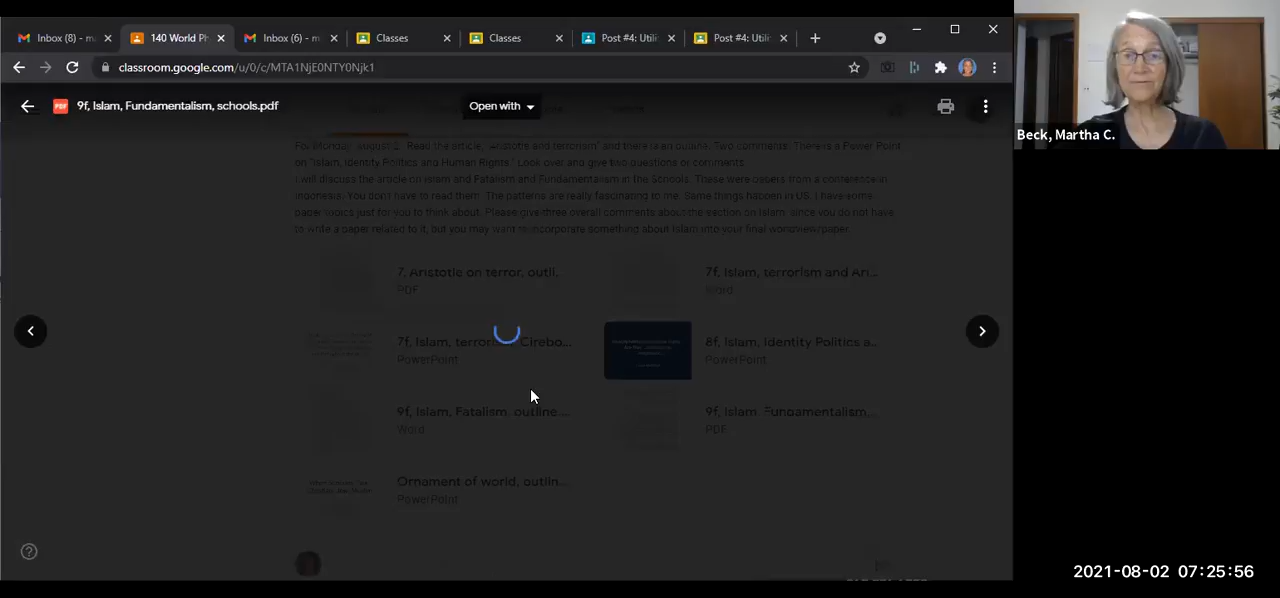 Inbox (8) - m
140 World Ph
Inbox (6) - m
Classes
Classes
Post #4: Utili
Post #4: Utili
classroom.google.com/u/0/c/MTA1NjE0NTY0Njk1
9f, Islam, Fundamentalism, schools.pdf
Open with
Beck, Martha C.
For Monday, august 2. Read the article, "Aristotle and terrorism" and there is an outline. Two comments. There is a Power Point
on "Islam, Identity Politics and Human Rights." Look over and give two questions or comments.
I will discuss the article on Islam and Fatalism and Fundamentalism in the Schools. These were papers from a conference in
Indonesia. You don't have to read them. The patterns are really fascinating to me. Same things happen in US. I have some
paper topics just for you to think about. Please give three overall comments about the section on Islam, since you do not have
to write a paper related to it, but you may want to incorporate something about Islam into your final worldview paper.
7. Aristotle on terror, outli...
PDF
7f, Islam, terrorism and Ari...
Word
7f, Islam, terrorism, Cirebo...
PowerPoint
8f, Islam, Identity Politics a...
PowerPoint
9f, Islam, Fatalism, outline...
Word
9f, Islam, Fundamentalism...
PDF
Ornament of world, outlin...
PowerPoint
2021-08-02 07:25:56